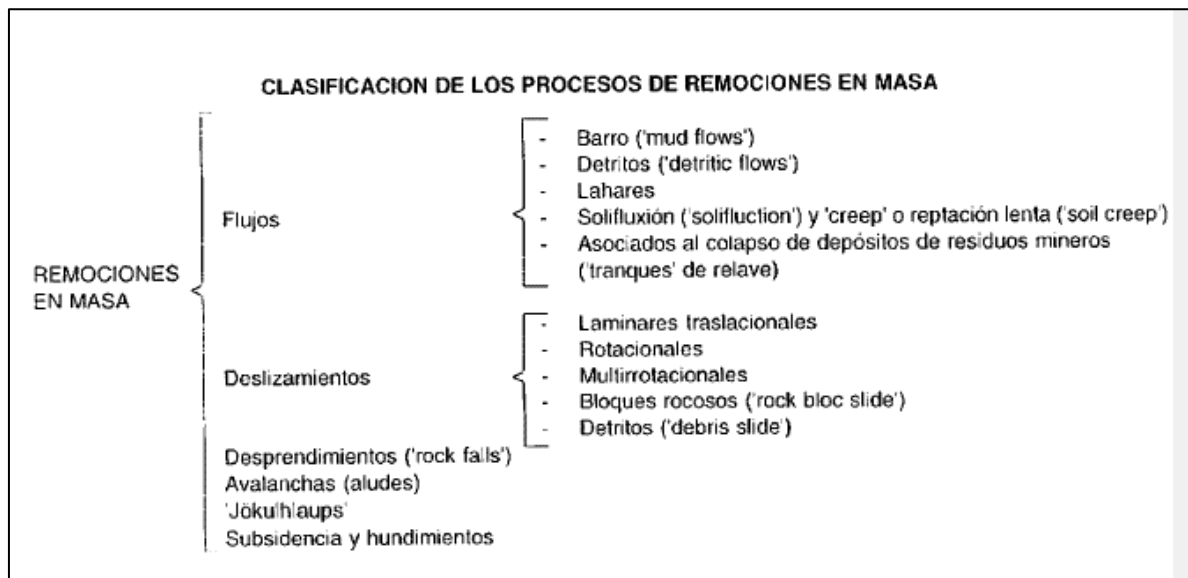 CLASIFICACION DE LOS PROCESOS DE REMOCIONES EN MASA
REMOCIONES
EN MASA
Flujos
- Barro ('mud flows')
- Detritos ('detritic flows')
- Lahares
- Solifluxión ('solifluction') y 'creep' o reptación lenta ('soil creep')
- Asociados al colapso de depósitos de residuos mineros
('tranques' de relave)
Deslizamientos
- Laminares traslacionales
- Rotacionales
- Multirrotacionales
- Bloques rocosos ('rock bloc slide')
- Detritos ('debris slide')
Desprendimientos ('rock falls')
Avalanchas (aludes)
'Jökulhlaups'
Subsidencia y hundimientos